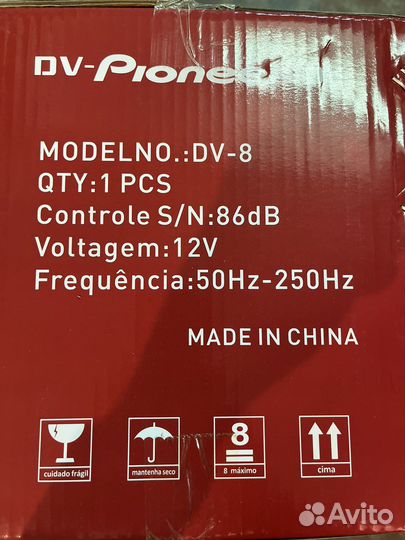 DV-Pioneer
MODELNO.:DV-8
QTY:1 PCS
Controle S/N:86dB
Voltagem:12V
Frequência:50Hz-250Hz
MADE IN CHINA
8
cuidado frágil
mantenha seco
8 máximo
cima
Avito